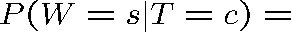 P(W = s|T = c) =